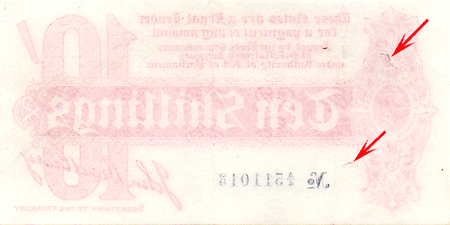 These Notes are a Legal Tender
for a payment of any amount.
Issued by the Lords Commissioners
of His Majesty's Treasury
under Authority of Act of Parliament.
10/-
Ten Shillings
10
John Bradbury
SECRETARY TO THE TREASURY